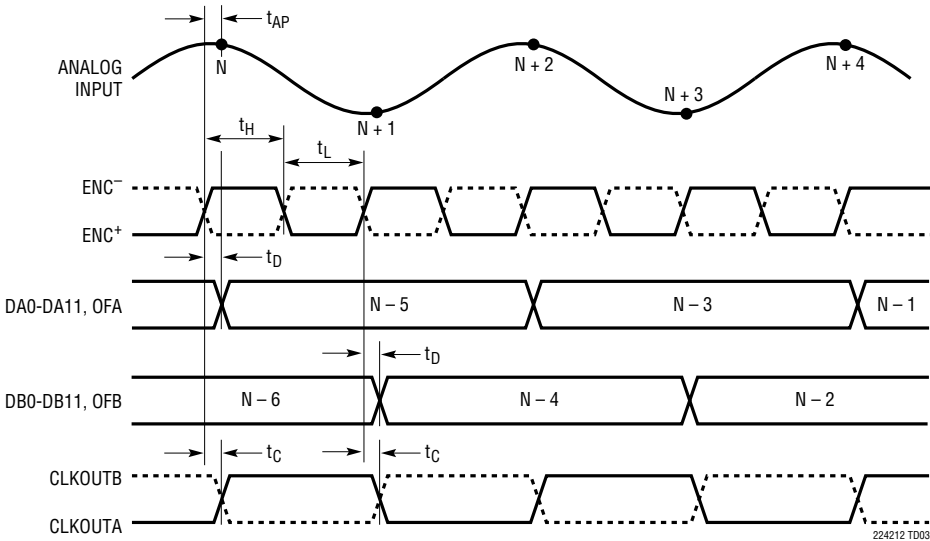 tAP
ANALOG
INPUT
N
N + 1
N + 2
N + 3
N + 4
tH
tL
ENC–
ENC+
tD
DA0-DA11, OFA
N – 5
N – 3
N – 1
tD
DB0-DB11, OFB
N – 6
N – 4
N – 2
tC
tC
CLKOUTB
CLKOUTA
224212 TD03